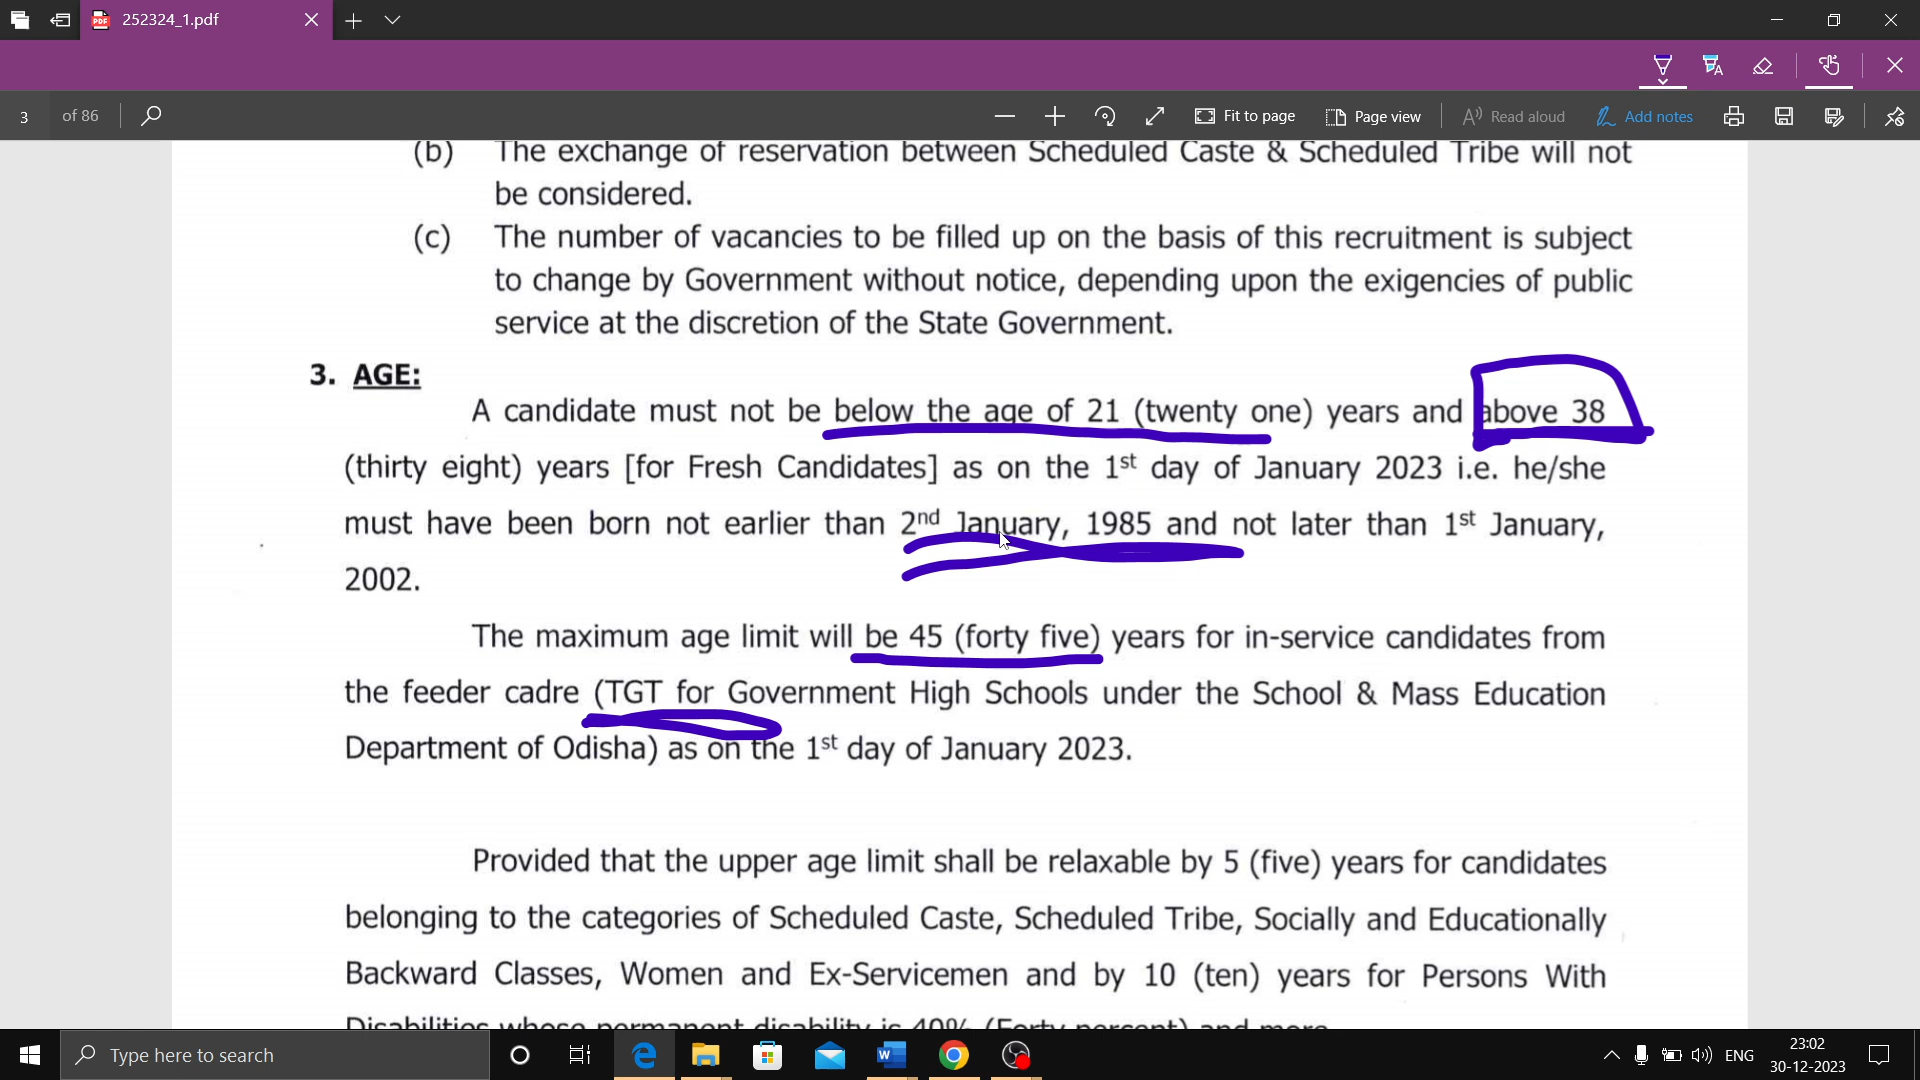 252324_1.pdf
3 of 86 Fit to page Page view Read aloud Add notes
(b) The exchange of reservation between Scheduled Caste & Scheduled Tribe will not
be considered.
(c) The number of vacancies to be filled up on the basis of this recruitment is subject
to change by Government without notice, depending upon the exigencies of public
service at the discretion of the State Government.
3. AGE:
A candidate must not be below the age of 21 (twenty one) years and above 38
(thirty eight) years [for Fresh Candidates] as on the 1st day of January 2023 i.e. he/she
must have been born not earlier than 2nd January, 1985 and not later than 1st January,
2002.
The maximum age limit will be 45 (forty five) years for in-service candidates from
the feeder cadre (TGT for Government High Schools under the School & Mass Education
Department of Odisha) as on the 1st day of January 2023.
Provided that the upper age limit shall be relaxable by 5 (five) years for candidates
belonging to the categories of Scheduled Caste, Scheduled Tribe, Socially and Educationally
Backward Classes, Women and Ex-Servicemen and by 10 (ten) years for Persons With
Disabilities whose permanent disability is 40% (Forty percent) and more
Type here to search
ENG
23:02
30-12-2023